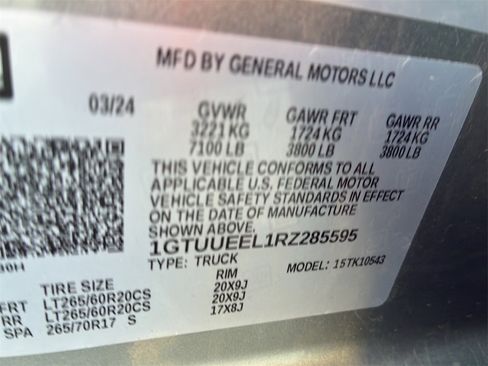 MFD BY GENERAL MOTORS LLC
03/24 GVWR GAWR FRT GAWR RR
3221 KG 1724 KG 1724 KG
7100 LB 3800 LB 3800 LB
THIS VEHICLE CONFORMS TO ALL
APPLICABLE U.S. FEDERAL MOTOR
VEHICLE SAFETY STANDARDS IN EFFECT
ON THE DATE OF MANUFACTURE
SHOWN ABOVE.
1GTUUEEL1RZ285595
TYPE: TRUCK MODEL: 15TK10543
TIRE SIZE RIM
FRT LT265/60R20CS 20X9J
RR LT265/60R20CS 20X9J
SPA 265/70R17 S 17X8J